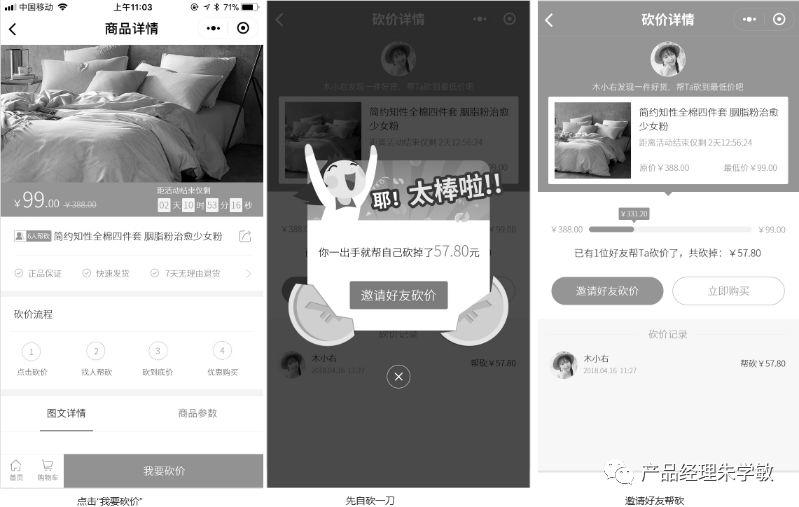 中国移动
上午11:03
71%
商品详情
¥99.00 ¥388.00
距活动结束仅剩
02 天 10 时 53 分 16 秒
6人帮砍 简约知性全棉四件套 胭脂粉治愈少女粉
正品保证 快速发货 7天无理由退货
砍价流程
1 2 3 4
点击砍价 找人帮砍 砍到底价 优惠购买
图文详情 商品参数
首页 购物车 我要砍价
点击“我要砍价”
砍价详情
木小右发现一件好货，帮Ta砍到最低价吧
简约知性全棉四件套 胭脂粉治愈
少女粉
距离活动结束仅剩 2天12:56:24
¥99.00
耶! 太棒啦!!
你一出手就帮自己砍掉了57.80元
邀请好友砍价
砍价记录
木小右
2018.04.16 11:27
帮砍¥57.80
先自砍一刀
砍价详情
木小右发现一件好货，帮Ta砍到最低价吧
简约知性全棉四件套 胭脂粉治愈
少女粉
距离活动结束仅剩 2天12:56:24
原价¥388.00 最低价¥99.00
¥331.20
¥388.00 ¥99.00
已有1位好友帮Ta砍价了，共砍掉：¥57.80
邀请好友砍价 立即购买
砍价记录
木小右
2018.04.16 11:27
帮砍¥57.80
产品经理朱学敏
邀请好友帮砍